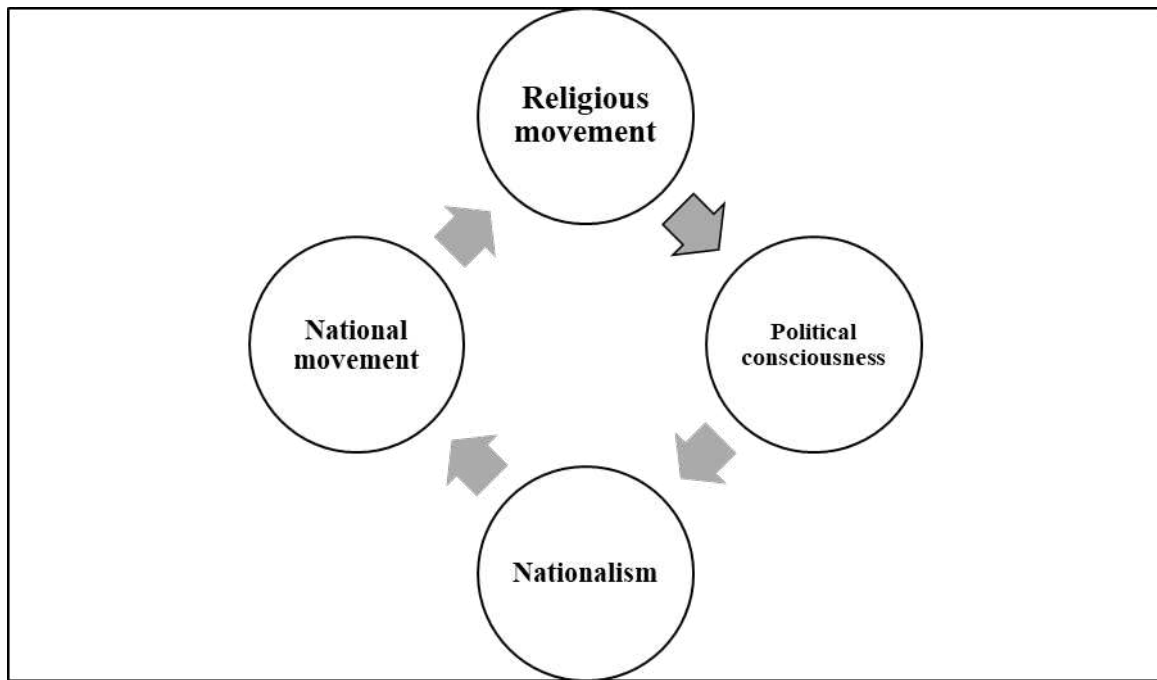 Religious
movement
Political
consciousness
Nationalism
National
movement